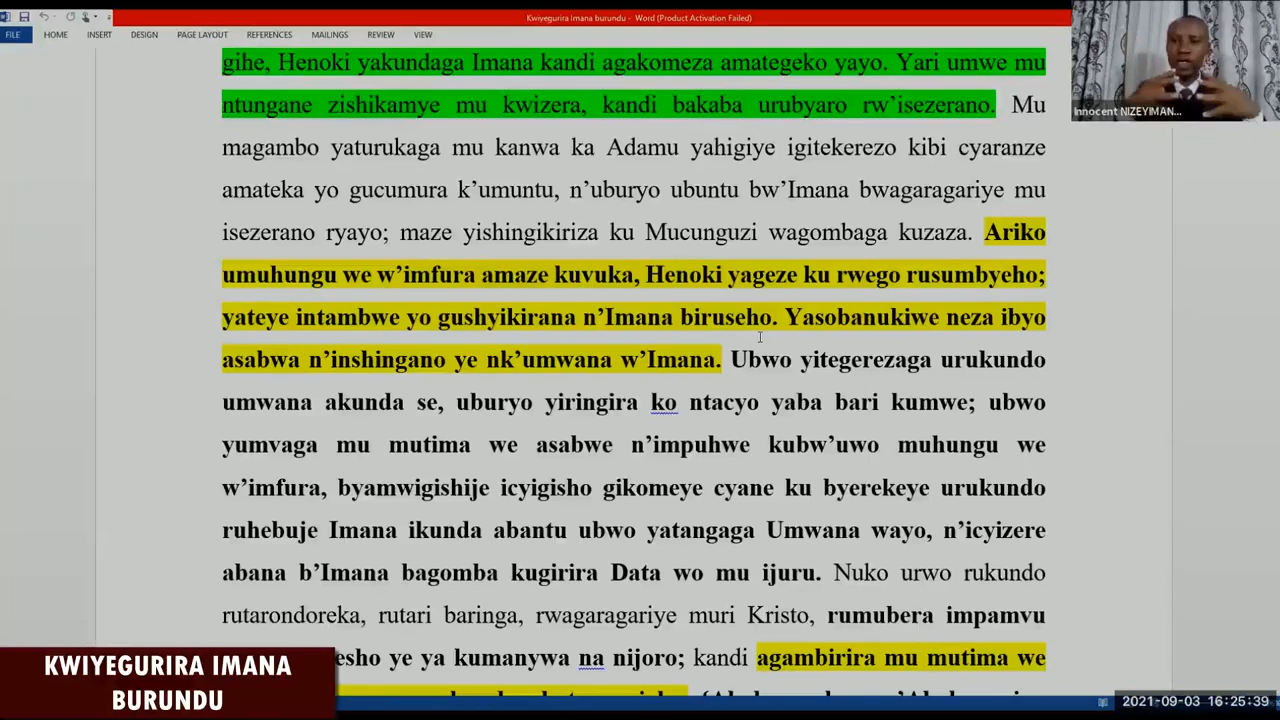 Kwiyegurira Imana burundu - Word (Product Activation Failed)
FILE HOME INSERT DESIGN PAGE LAYOUT REFERENCES MAILINGS REVIEW VIEW
gihe, Henoki yakundaga Imana kandi agakomeza amategeko yayo. Yari umwe mu
ntungane zishikamye mu kwizera, kandi bakaba urubyaro rw’isezerano. Mu
magambo yaturukaga mu kanwa ka Adamu yahigiye igitekerezo kibi cyaranze
amateka yo gucumura k’umuntu, n’uburyo ubuntu bw’Imana bwagaragariye mu
isezerano ryayo; maze yishingikiriza ku Mucunguzi wagombaga kuzaza. Ariko
umuhungu we w’imfura amaze kuvuka, Henoki yageze ku rwego rusumbyeho;
yateye intambwe yo gushyikirana n’Imana biruseho. Yasobanukiwe neza ibyo
asabwa n’inshingano ye nk’umwana w’Imana. Ubwo yitegerezaga urukundo
umwana akunda se, uburyo yiringira ko ntacyo yaba bari kumwe; ubwo
yumvaga mu mutima we asabwe n’impuhwe kubw’uwo muhungu we
w’imfura, byamwigishije icyigisho gikomeye cyane ku byerekeye urukundo
ruhebuje Imana ikunda abantu ubwo yatangaga Umwana wayo, n’icyizere
abana b’Imana bagomba kugirira Data wo mu ijuru. Nuko urwo rukundo
rutarondoreka, rutari baringa, rwagaragariye muri Kristo, rumubera impamvu
esho ye ya kumanywa na nijoro; kandi agambirira mu mutima we
Innocent NIZEYIMAN...
KWIYEGURIRA IMANA
BURUNDU
2021-09-03 16:25:39